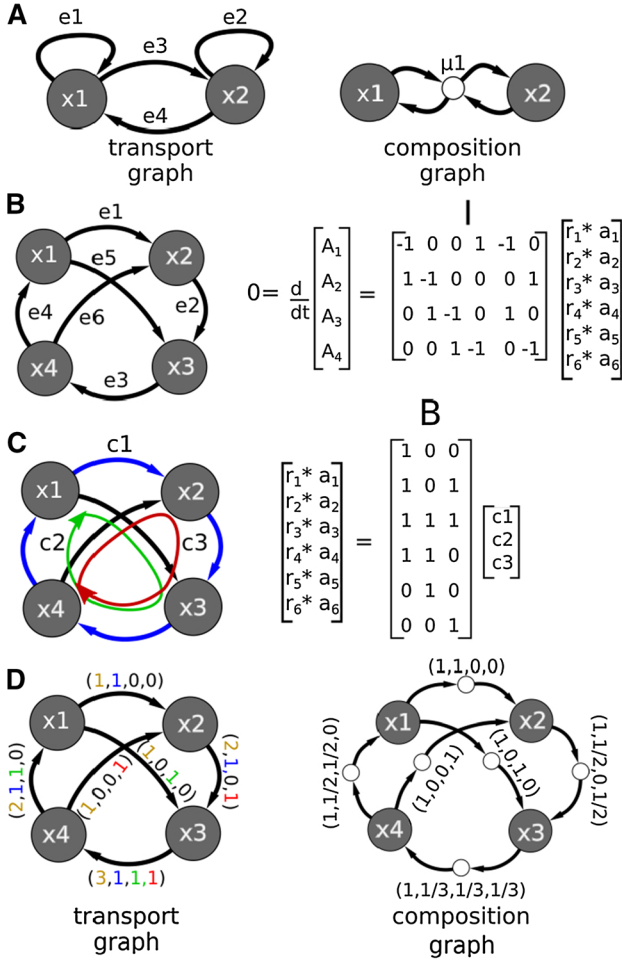 A
e1
e2
e3
e4
x1
x2
transport
graph
μ1
x1
x2
composition
graph
B
e1
x1
e5
x2
e4
e6
e2
x4
x3
e3
I
0= d/dt [A1 A2 A3 A4] =
-1 0 0 1 -1 0
1 -1 0 0 0 1
0 1 -1 0 1 0
0 0 1 -1 0 -1
r1* a1
r2* a2
r3* a3
r4* a4
r5* a5
r6* a6
C
c1
x1
x2
c2
c3
x4
x3
r1* a1
r2* a2
r3* a3
r4* a4
r5* a5
r6* a6
=
B
1 0 0
1 0 1
1 1 1
1 1 0
0 1 0
0 0 1
c1
c2
c3
D
(1,1,0,0)
x1
x2
(2,1,1,0)
(1,0,0,1)
(1,0,1,0)
(2,1,0,1)
x4
x3
(3,1,1,1)
transport
graph
(1,1,0,0)
x1
x2
(1,1/2,1/2,0)
(1,0,0,1)
(1,0,1,0)
(1,1/2,0,1/2)
x4
x3
(1,1/3,1/3,1/3)
composition
graph